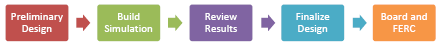 Preliminary
Design
Build
Simulation
Review
Results
Finalize
Design
Board and
FERC